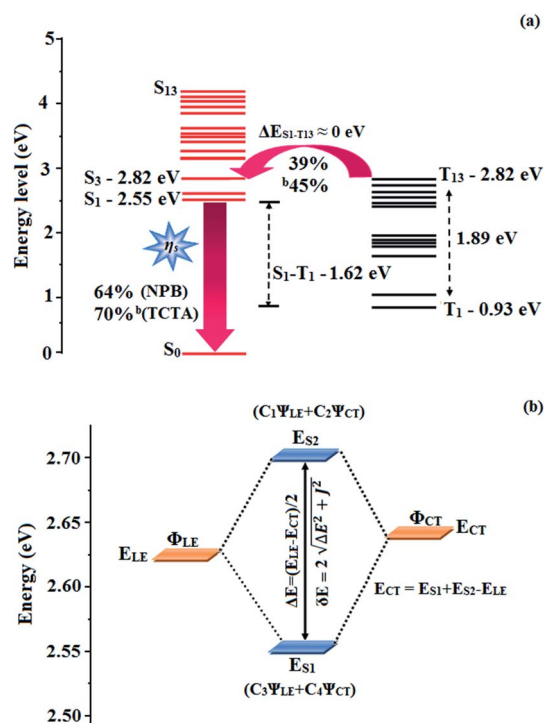 (a)
5
4
3
2
1
0
Energy level (eV)
S13
S3 - 2.82 eV
S1 - 2.55 eV
ηs
64% (NPB)
70%ᵇ(TCTA)
S0
ΔES1-T13 ≈ 0 eV
39%
ᵇ45%
S1-T1 - 1.62 eV
T13 - 2.82 eV
1.89 eV
T1 - 0.93 eV
(b)
2.70
2.65
2.60
2.55
2.50
Energy (eV)
(C1ΨLE+C2ΨCT)
ES2
ELE
ΦLE
ΔE=(ELE-ECT)/2
δE = 2 √ΔE² + J²
ΦCT
ECT
ECT = ES1+ES2-ELE
ES1
(C3ΨLE+C4ΨCT)